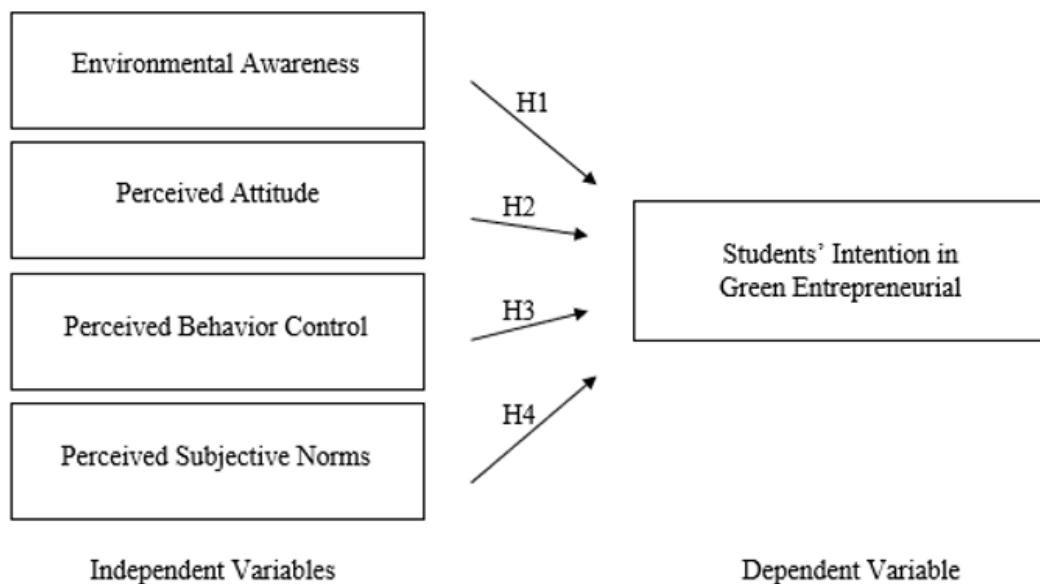 Environmental Awareness
H1
Perceived Attitude
H2
Students’ Intention in
Green Entrepreneurial
Perceived Behavior Control
H3
H4
Perceived Subjective Norms
Independent Variables
Dependent Variable